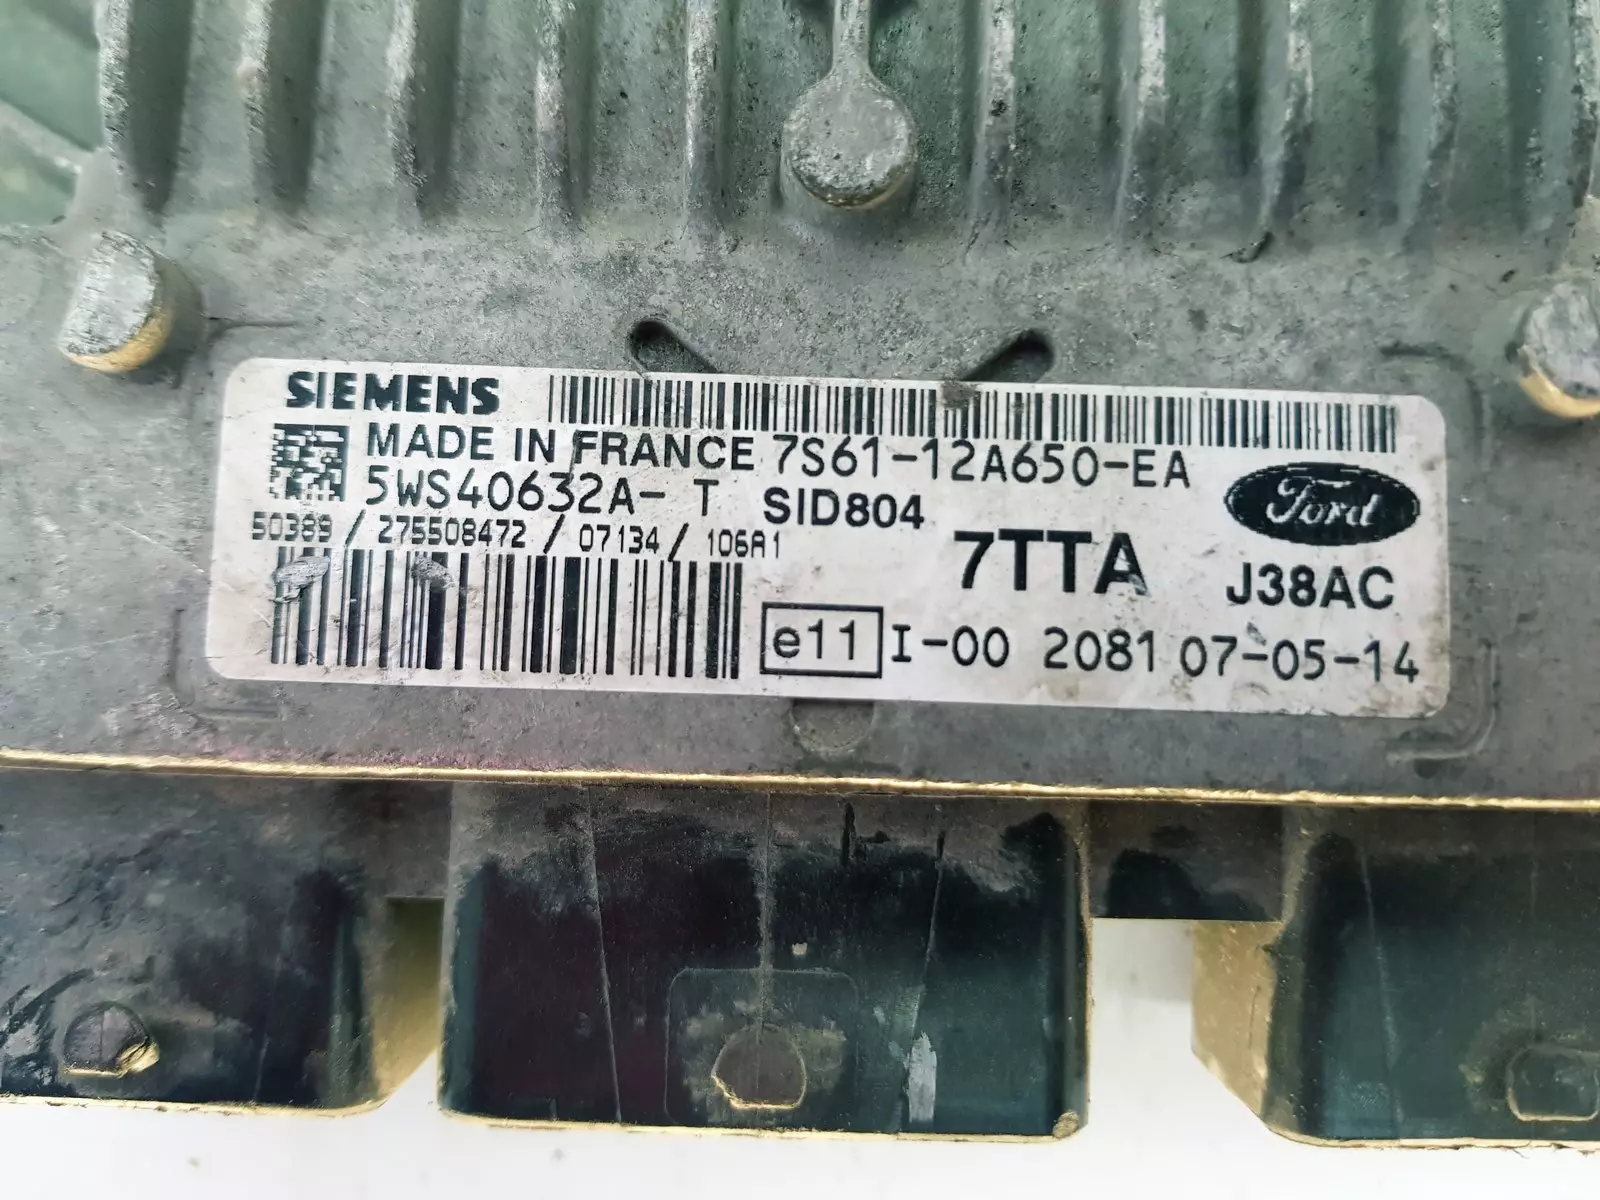 SIEMENS
MADE IN FRANCE 7S61-12A650-EA
5WS40632A- T SID804
Ford
50389 / 275508472 / 07134 / 106A1
7TTA J38AC
e11 I-00 2081 07-05-14